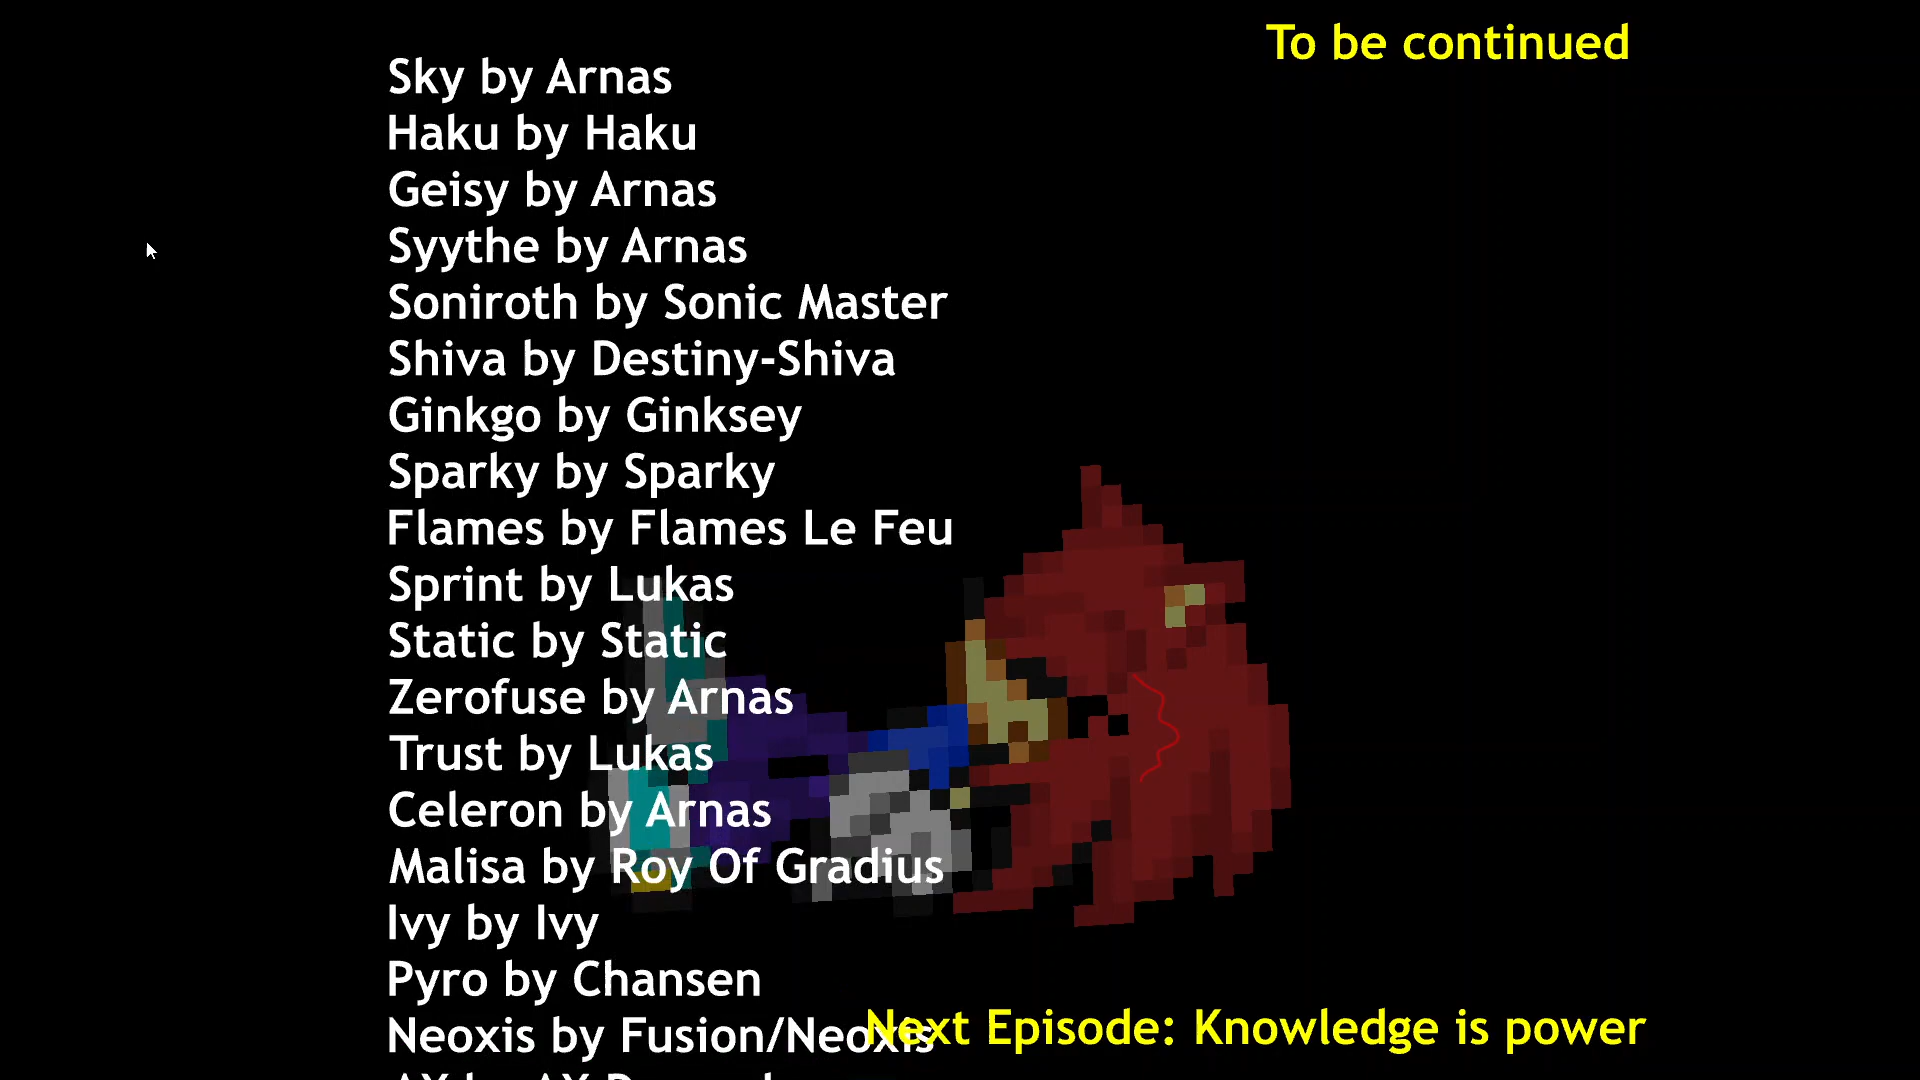 To be continued
Sky by Arnas
Haku by Haku
Geisy by Arnas
Syythe by Arnas
Soniroth by Sonic Master
Shiva by Destiny-Shiva
Ginkgo by Ginksey
Sparky by Sparky
Flames by Flames Le Feu
Sprint by Lukas
Static by Static
Zerofuse by Arnas
Trust by Lukas
Celeron by Arnas
Malisa by Roy Of Gradius
Ivy by Ivy
Pyro by Chansen
Neoxis by Fusion/Neoxis
Next Episode: Knowledge is power